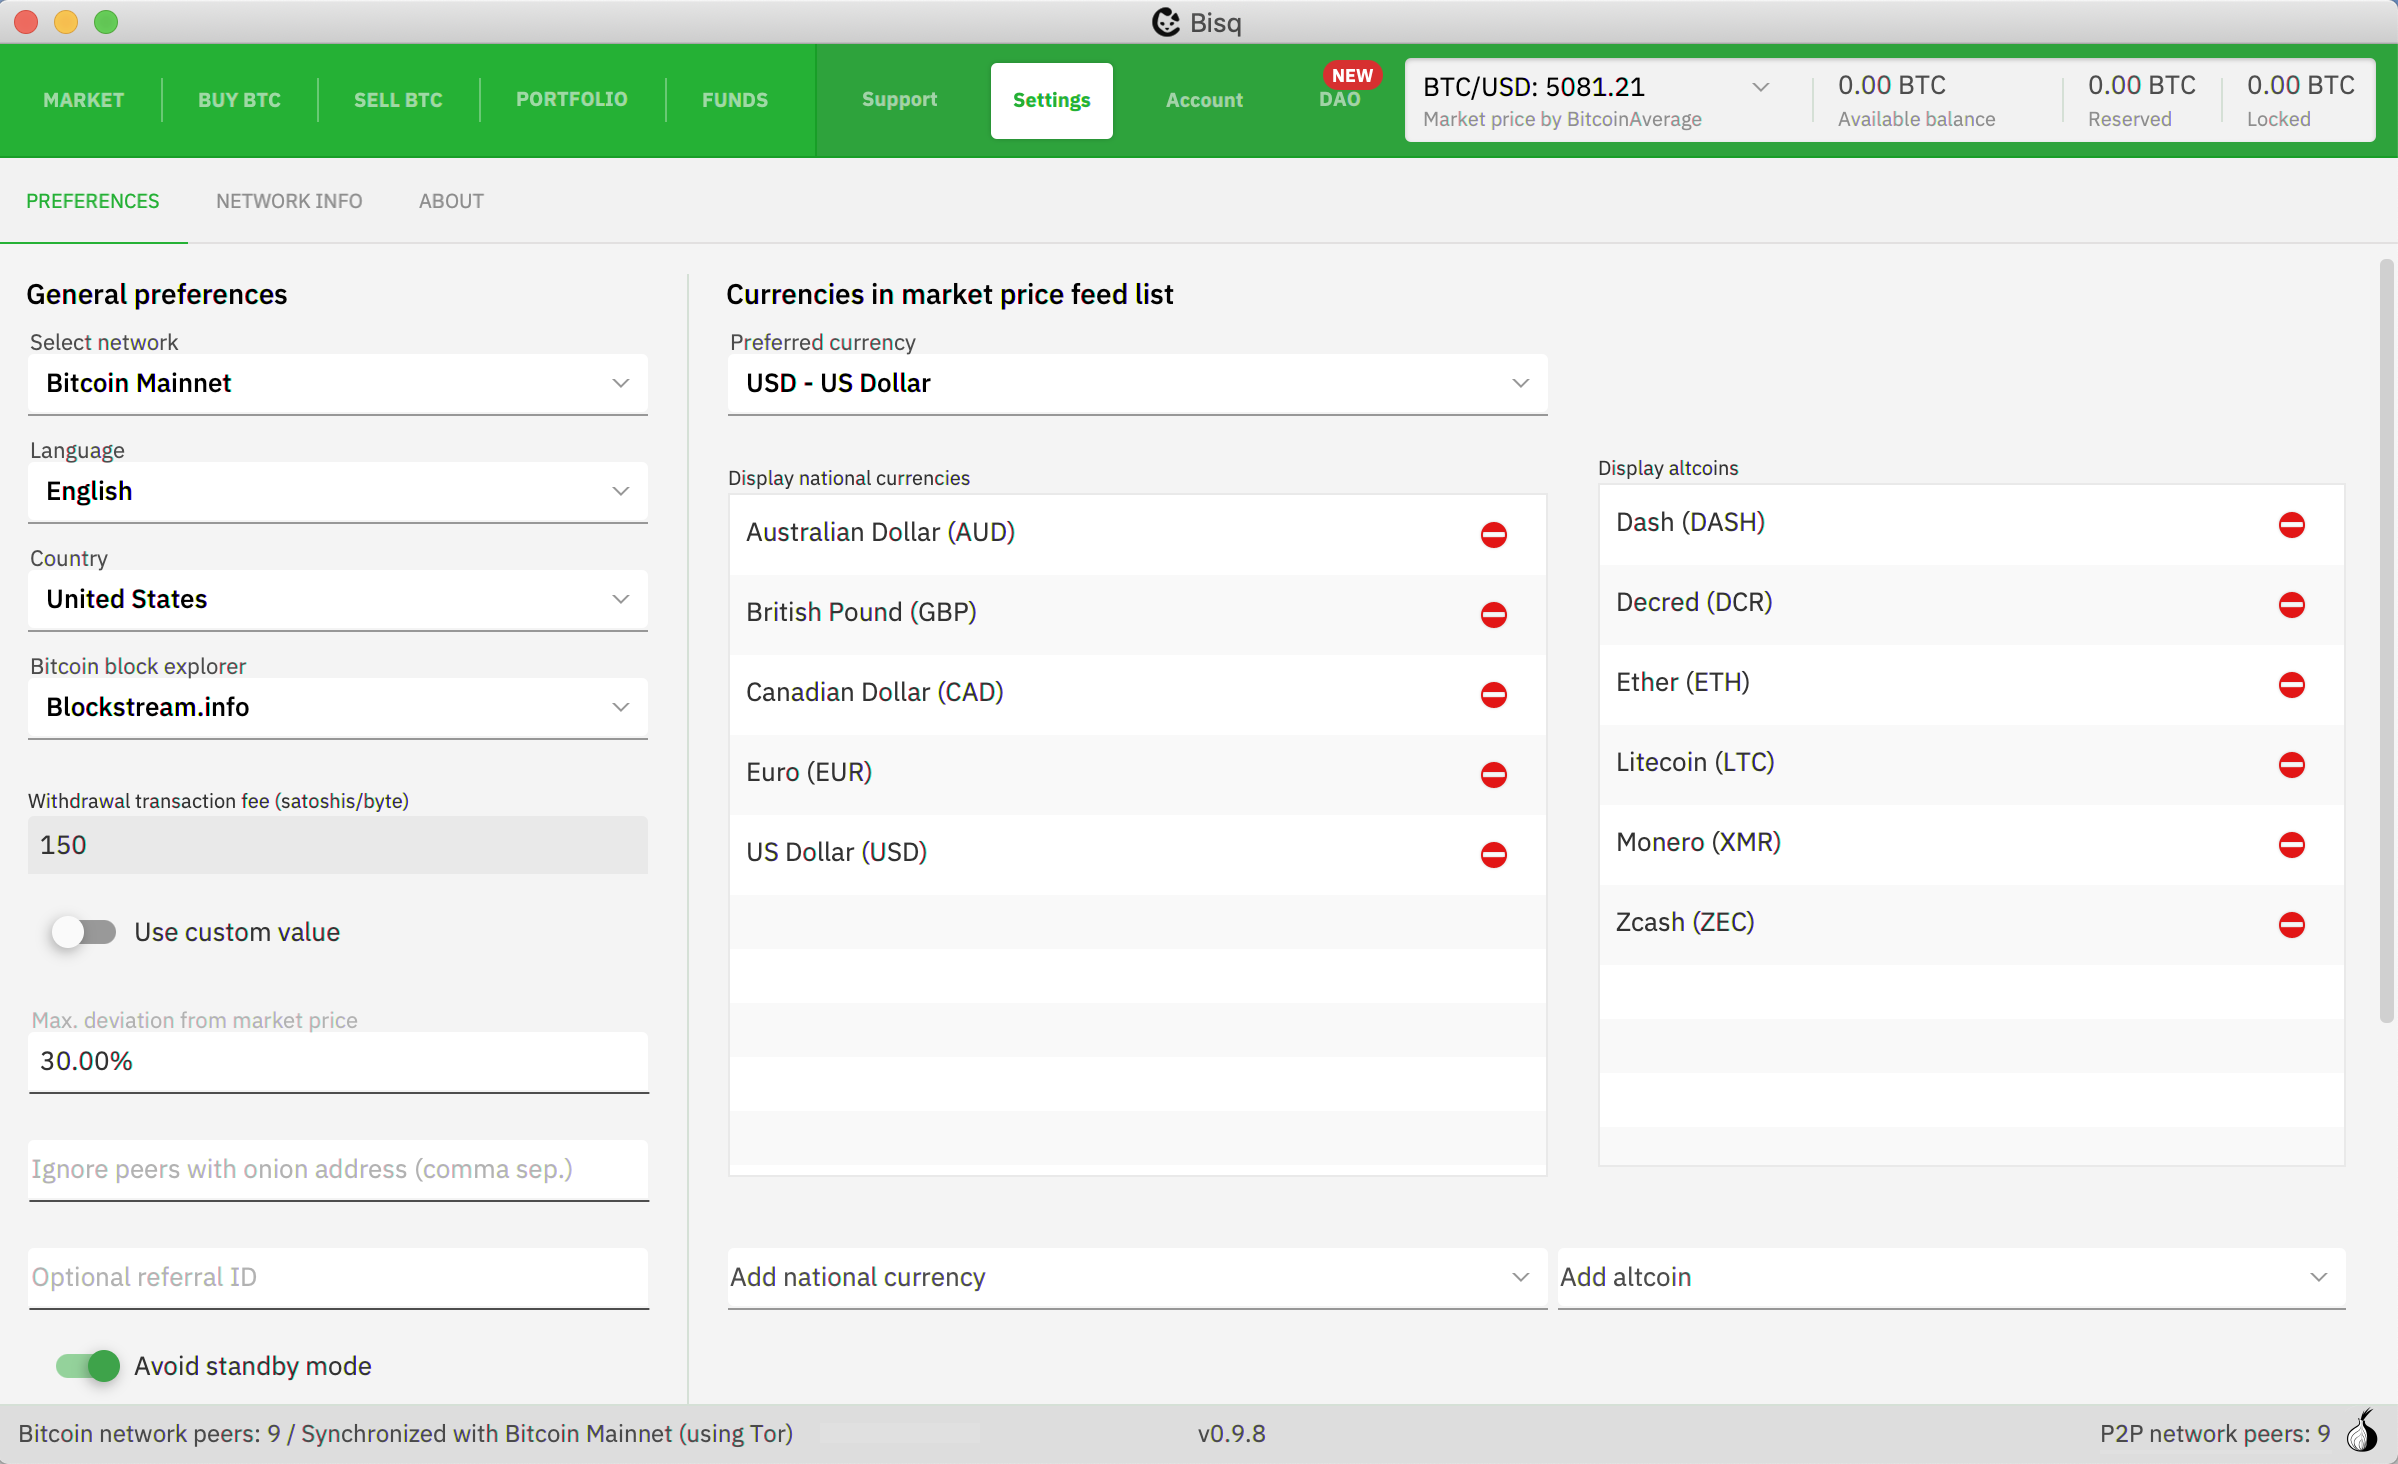 Bisq
MARKET
BUY BTC
SELL BTC
PORTFOLIO
FUNDS
Support
Settings
Account
NEW
DAO
BTC/USD: 5081.21
Market price by BitcoinAverage
0.00 BTC
Available balance
0.00 BTC
Reserved
0.00 BTC
Locked
PREFERENCES
NETWORK INFO
ABOUT
General preferences
Select network
Bitcoin Mainnet
Language
English
Country
United States
Bitcoin block explorer
Blockstream.info
Withdrawal transaction fee (satoshis/byte)
150
Use custom value
Max. deviation from market price
30.00%
Ignore peers with onion address (comma sep.)
Optional referral ID
Avoid standby mode
Currencies in market price feed list
Preferred currency
USD - US Dollar
Display national currencies
Australian Dollar (AUD)
British Pound (GBP)
Canadian Dollar (CAD)
Euro (EUR)
US Dollar (USD)
Add national currency
Display altcoins
Dash (DASH)
Decred (DCR)
Ether (ETH)
Litecoin (LTC)
Monero (XMR)
Zcash (ZEC)
Add altcoin
Bitcoin network peers: 9 / Synchronized with Bitcoin Mainnet (using Tor)
v0.9.8
P2P network peers: 9